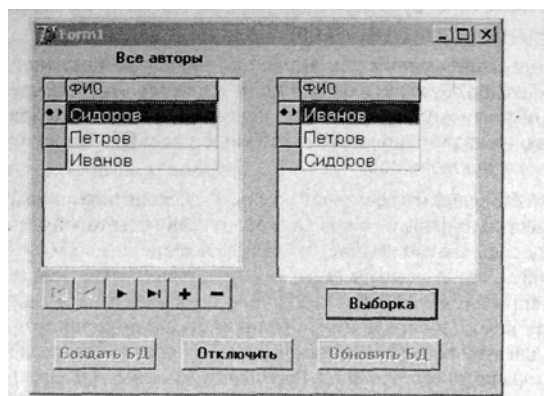 Form1
Все авторы
ФИО
Сидоров
Петров
Иванов
ФИО
Иванов
Петров
Сидоров
Выборка
Создать БД
Отключить
Обновить БД